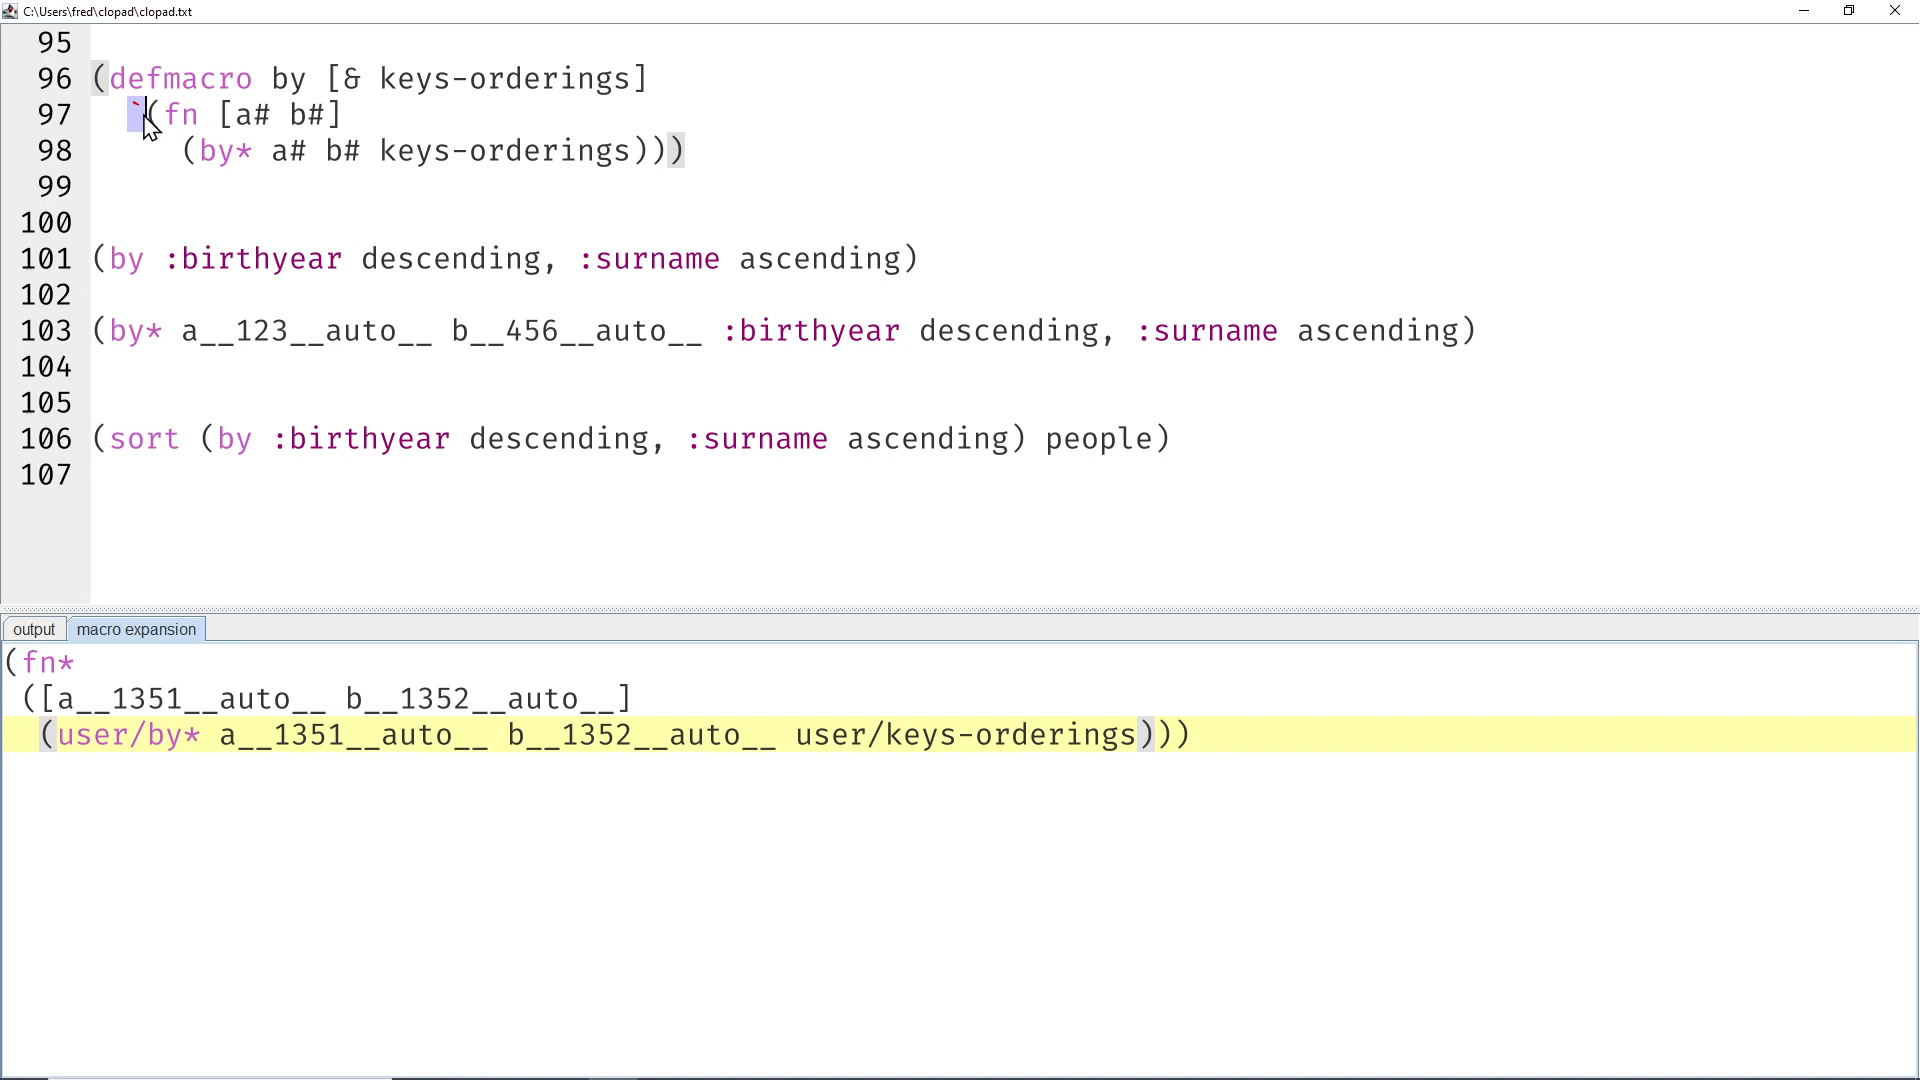 C:\Users\fred\clopad\clopad.txt
95
96 (defmacro by [& keys-orderings]
97   `(fn [a# b#]
98      (by* a# b# keys-orderings)))
99
100
101 (by :birthyear descending, :surname ascending)
102
103 (by* a__123__auto__ b__456__auto__ :birthyear descending, :surname ascending)
104
105
106 (sort (by :birthyear descending, :surname ascending) people)
107
output macro expansion
(fn*
 ([a__1351__auto__ b__1352__auto__]
  (user/by* a__1351__auto__ b__1352__auto__ user/keys-orderings)))